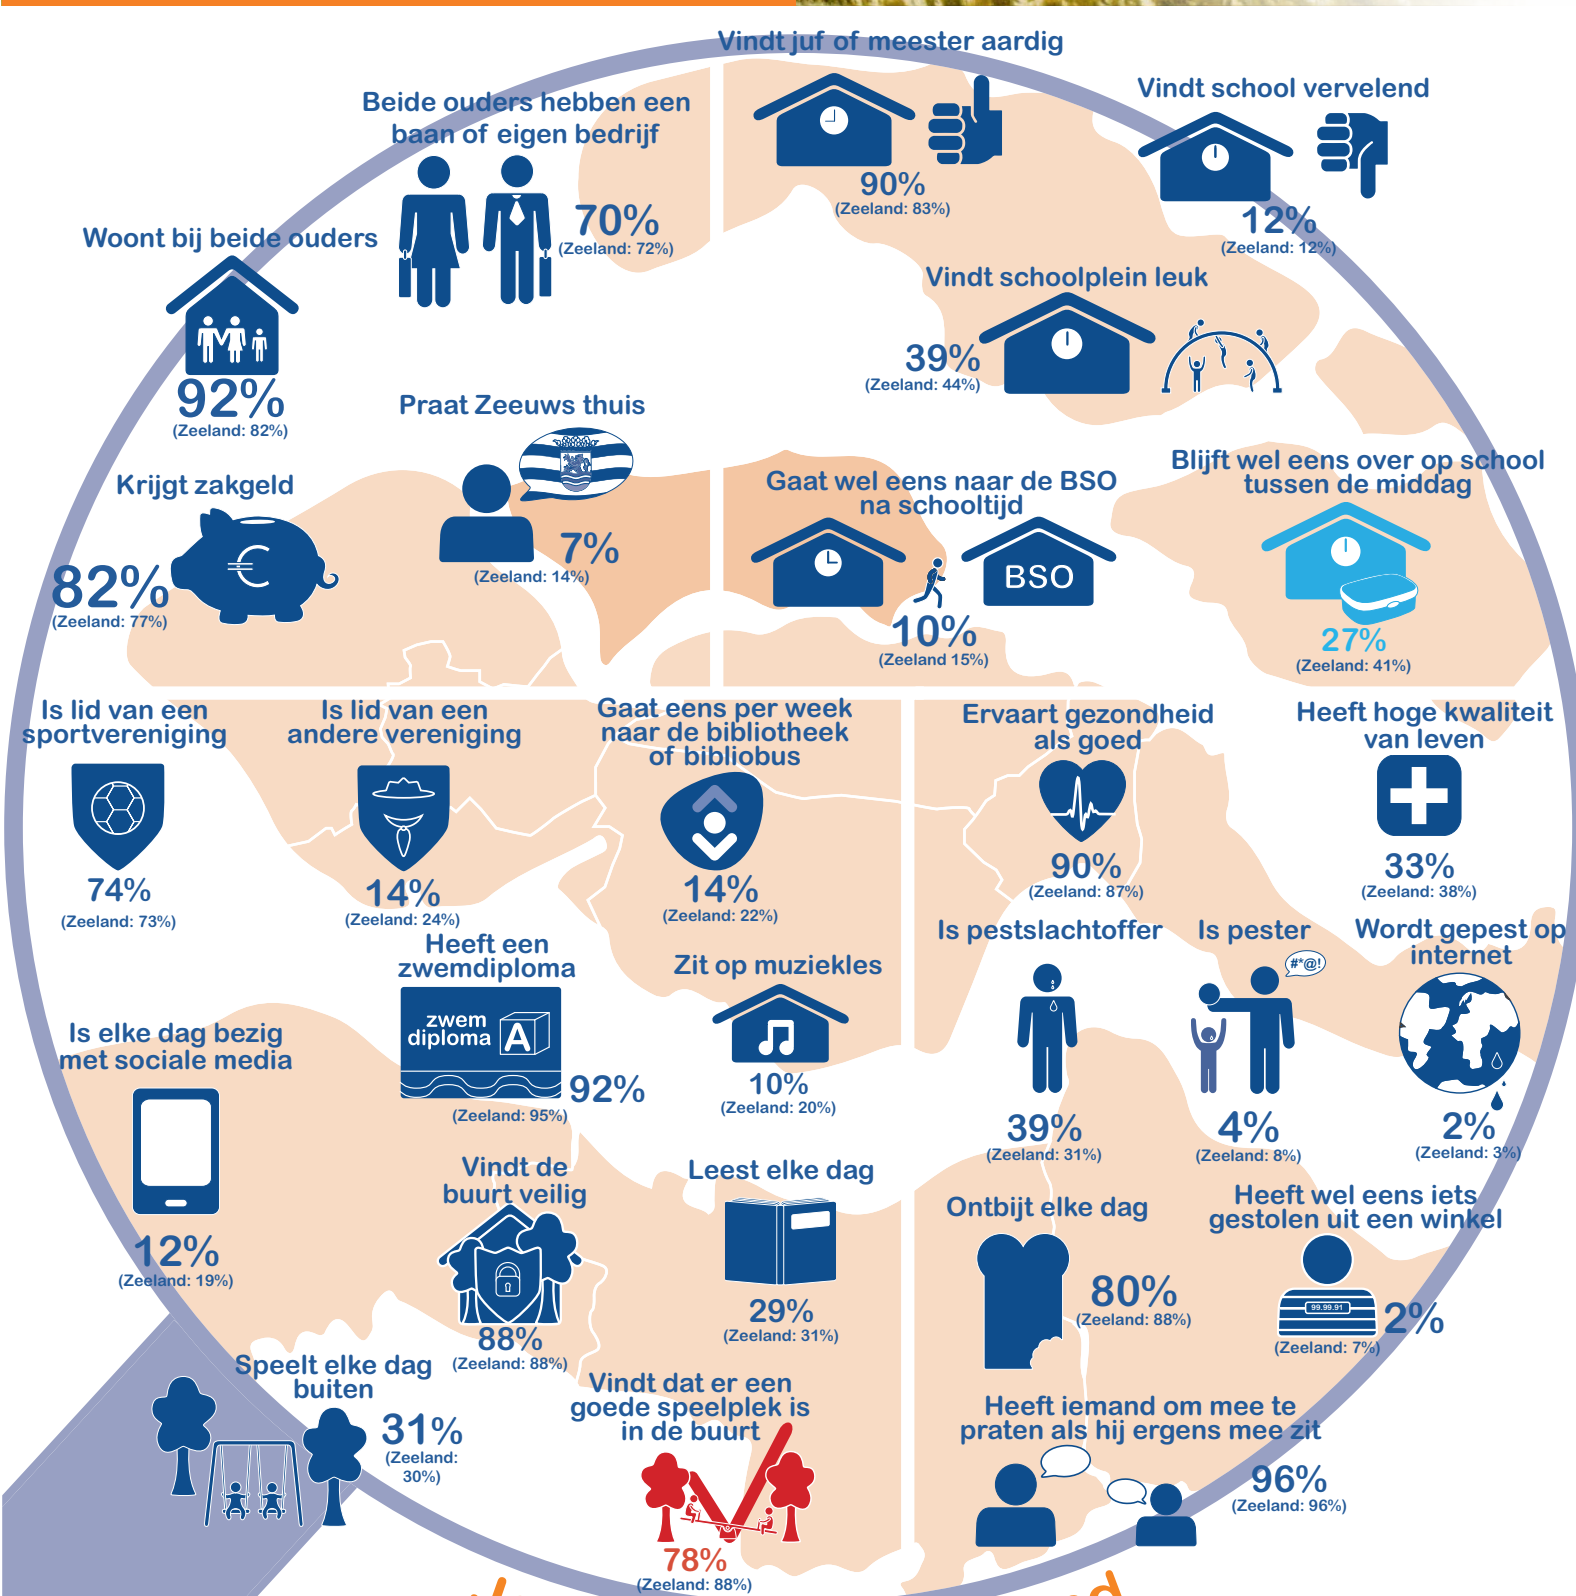 Vindt juf of meester aardig
90%
(Zeeland: 83%)
Vindt school vervelend
12%
(Zeeland: 12%)
Beide ouders hebben een
baan of eigen bedrijf
70%
(Zeeland: 72%)
Woont bij beide ouders
92%
(Zeeland: 82%)
Vindt schoolplein leuk
39%
(Zeeland: 44%)
Praat Zeeuws thuis
7%
(Zeeland: 14%)
Krijgt zakgeld
82%
(Zeeland: 77%)
Gaat wel eens naar de BSO
na schooltijd
BSO
10%
(Zeeland 15%)
Blijft wel eens over op school
tussen de middag
27%
(Zeeland: 41%)
Is lid van een
sportvereniging
74%
(Zeeland: 73%)
Is lid van een
andere vereniging
14%
(Zeeland: 24%)
Gaat eens per week
naar de bibliotheek
of bibliobus
14%
(Zeeland: 22%)
Ervaart gezondheid
als goed
90%
(Zeeland: 87%)
Heeft hoge kwaliteit
van leven
33%
(Zeeland: 38%)
Heeft een
zwemdiploma
zwem
diploma A
92%
(Zeeland: 95%)
Zit op muziekles
10%
(Zeeland: 20%)
Is pestslachtoffer
39%
(Zeeland: 31%)
Is pester
#*@!
4%
(Zeeland: 8%)
Wordt gepest op
internet
2%
(Zeeland: 3%)
Is elke dag bezig
met sociale media
12%
(Zeeland: 19%)
Vindt de
buurt veilig
88%
(Zeeland: 88%)
Leest elke dag
29%
(Zeeland: 31%)
Ontbijt elke dag
80%
(Zeeland: 88%)
Heeft wel eens iets
gestolen uit een winkel
99.99.91
2%
(Zeeland: 7%)
Speelt elke dag
buiten
31%
(Zeeland:
30%)
Vindt dat er een
goede speelplek is
in de buurt
78%
(Zeeland: 88%)
Heeft iemand om mee te
praten als hij ergens mee zit
96%
(Zeeland: 96%)